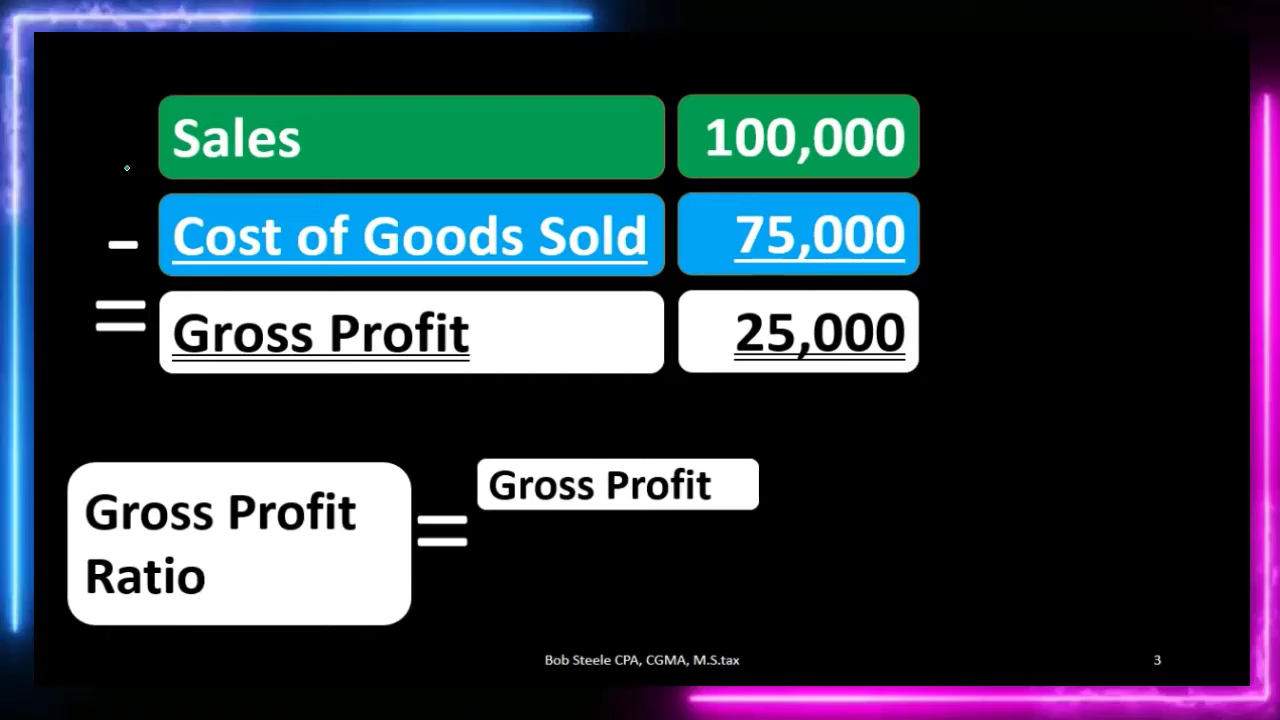 Sales 100,000
- Cost of Goods Sold 75,000
= Gross Profit 25,000
Gross Profit
Ratio
= Gross Profit
Bob Steele CPA, CGMA, M.S.tax 3